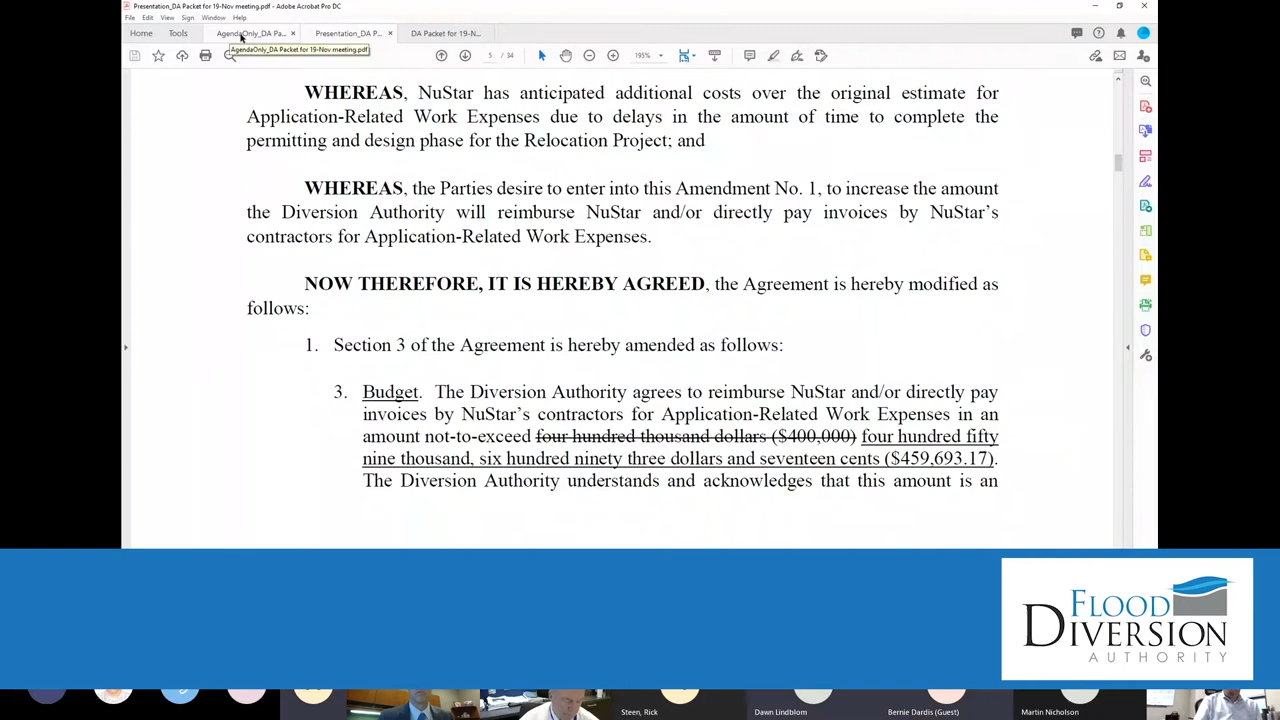 Presentation_DA Packet for 19-Nov meeting.pdf - Adobe Acrobat Pro DC
File Edit View Sign Window Help
Home Tools AgendaOnly_DA Pa... × Presentation_DA P... × DA Packet for 19-N...
AgendaOnly_DA Packet for 19-Nov meeting.pdf
5 / 34 195%
WHEREAS, NuStar has anticipated additional costs over the original estimate for
Application-Related Work Expenses due to delays in the amount of time to complete the
permitting and design phase for the Relocation Project; and
WHEREAS, the Parties desire to enter into this Amendment No. 1, to increase the amount
the Diversion Authority will reimburse NuStar and/or directly pay invoices by NuStar's
contractors for Application-Related Work Expenses.
NOW THEREFORE, IT IS HEREBY AGREED, the Agreement is hereby modified as
follows:
1. Section 3 of the Agreement is hereby amended as follows:
3. Budget. The Diversion Authority agrees to reimburse NuStar and/or directly pay
invoices by NuStar's contractors for Application-Related Work Expenses in an
amount not-to-exceed four hundred thousand dollars ($400,000) four hundred fifty
nine thousand, six hundred ninety three dollars and seventeen cents ($459,693.17).
The Diversion Authority understands and acknowledges that this amount is an
FLOOD
DIVERSION
AUTHORITY
Steen, Rick Dawn Lindblom Bernie Dardis (Guest) Martin Nicholson